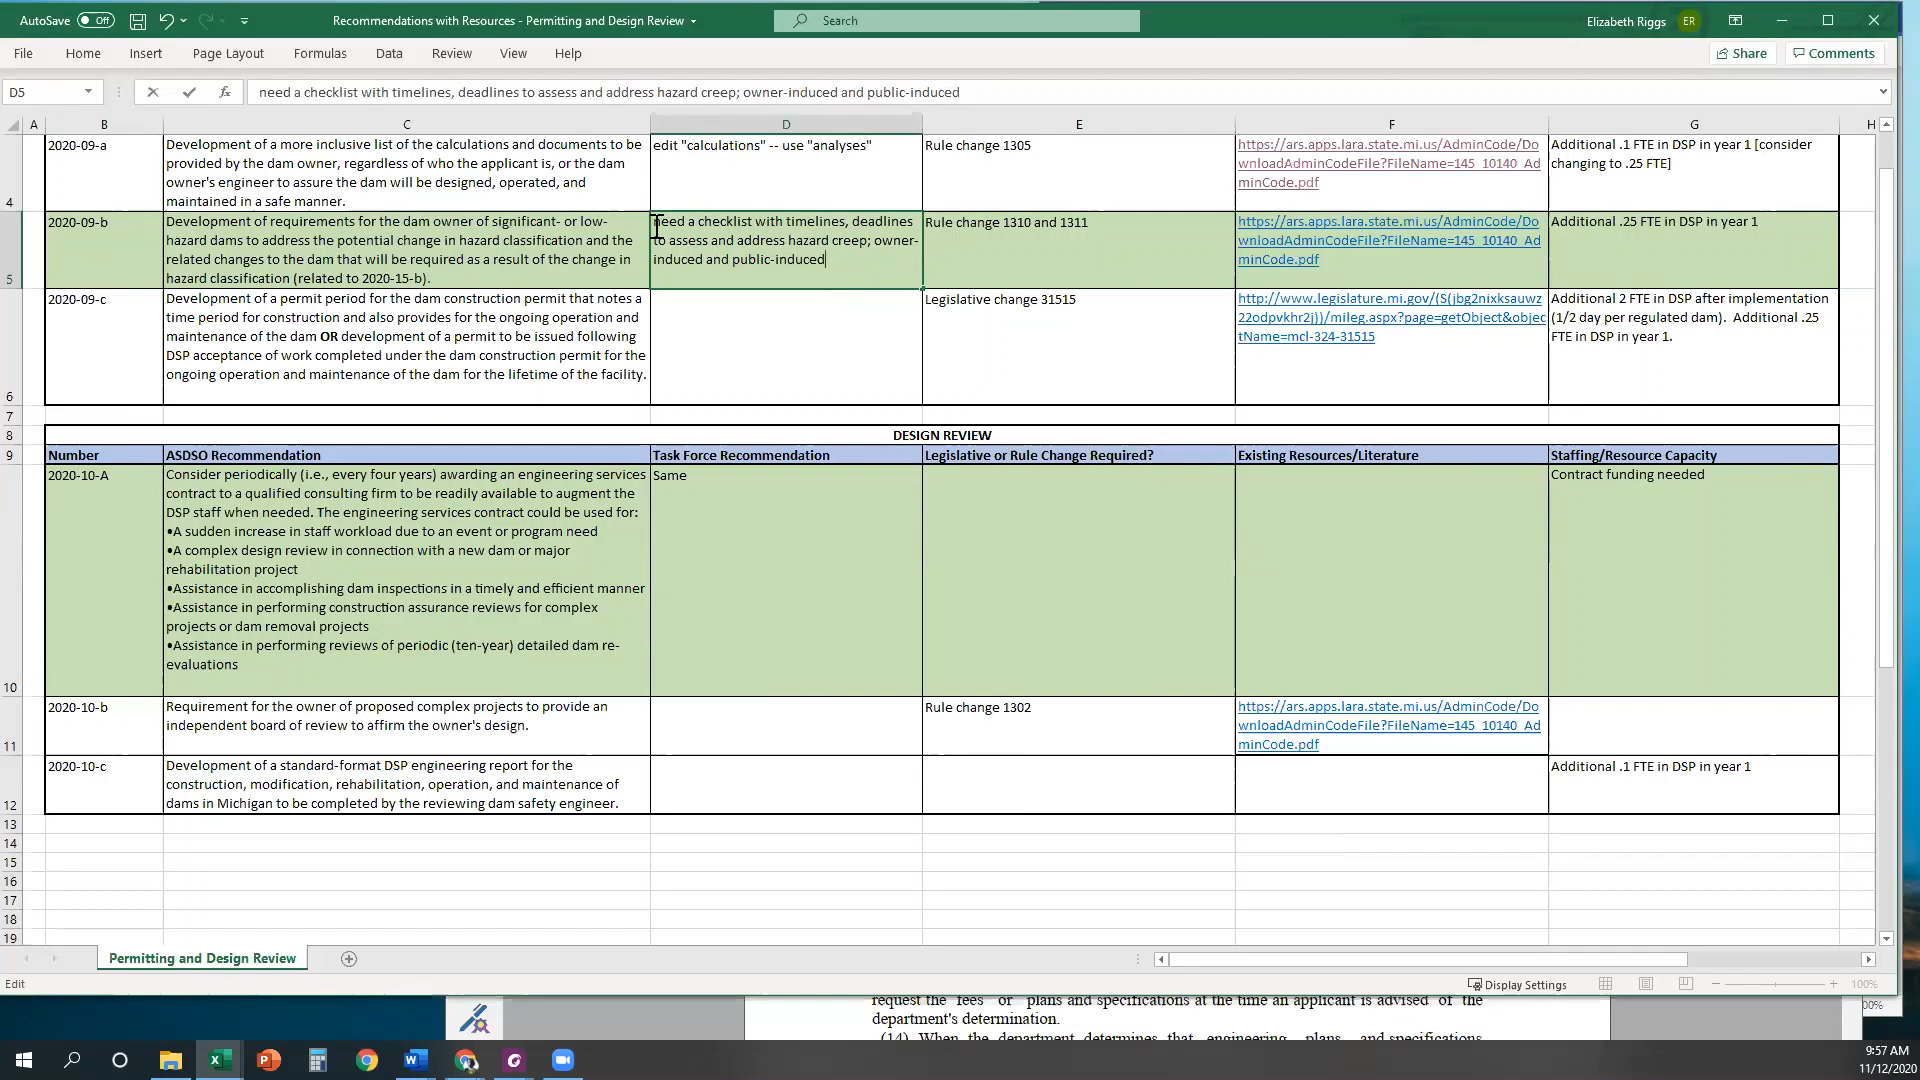 AutoSave Off
Recommendations with Resources - Permitting and Design Review
Search
Elizabeth Riggs ER
File Home Insert Page Layout Formulas Data Review View Help
Share Comments
D5
fx
need a checklist with timelines, deadlines to assess and address hazard creep; owner-induced and public-induced
A B C D E F G H
4
2020-09-a
Development of a more inclusive list of the calculations and documents to be
provided by the dam owner, regardless of who the applicant is, or the dam
owner's engineer to assure the dam will be designed, operated, and
maintained in a safe manner.
edit "calculations" -- use "analyses"
Rule change 1305
https://ars.apps.lara.state.mi.us/AdminCode/Do
wnloadAdminCodeFile?FileName=145_10140_Ad
minCode.pdf
Additional .1 FTE in DSP in year 1 [consider
changing to .25 FTE]
5
2020-09-b
Development of requirements for the dam owner of significant- or low-
hazard dams to address the potential change in hazard classification and the
related changes to the dam that will be required as a result of the change in
hazard classification (related to 2020-15-b).
need a checklist with timelines, deadlines
to assess and address hazard creep; owner-
induced and public-induced
Rule change 1310 and 1311
https://ars.apps.lara.state.mi.us/AdminCode/Do
wnloadAdminCodeFile?FileName=145_10140_Ad
minCode.pdf
Additional .25 FTE in DSP in year 1
6
2020-09-c
Development of a permit period for the dam construction permit that notes a
time period for construction and also provides for the ongoing operation and
maintenance of the dam OR development of a permit to be issued following
DSP acceptance of work completed under the dam construction permit for the
ongoing operation and maintenance of the dam for the lifetime of the facility.
Legislative change 31515
http://www.legislature.mi.gov/(S(jbg2nixksauwz
22odpvkhr2j))/mileg.aspx?page=getObject&objec
tName=mcl-324-31515
Additional 2 FTE in DSP after implementation
(1/2 day per regulated dam). Additional .25
FTE in DSP in year 1.
7
8
DESIGN REVIEW
9
Number
ASDSO Recommendation
Task Force Recommendation
Legislative or Rule Change Required?
Existing Resources/Literature
Staffing/Resource Capacity
10
2020-10-A
Consider periodically (i.e., every four years) awarding an engineering services
contract to a qualified consulting firm to be readily available to augment the
DSP staff when needed. The engineering services contract could be used for:
•A sudden increase in staff workload due to an event or program need
•A complex design review in connection with a new dam or major
rehabilitation project
•Assistance in accomplishing dam inspections in a timely and efficient manner
•Assistance in performing construction assurance reviews for complex
projects or dam removal projects
•Assistance in performing reviews of periodic (ten-year) detailed dam re-
evaluations
Same
Contract funding needed
11
2020-10-b
Requirement for the owner of proposed complex projects to provide an
independent board of review to affirm the owner's design.
Rule change 1302
https://ars.apps.lara.state.mi.us/AdminCode/Do
wnloadAdminCodeFile?FileName=145_10140_Ad
minCode.pdf
12
2020-10-c
Development of a standard-format DSP engineering report for the
construction, modification, rehabilitation, operation, and maintenance of
dams in Michigan to be completed by the reviewing dam safety engineer.
Additional .1 FTE in DSP in year 1
13
14
15
16
17
18
19
Permitting and Design Review
Edit
Display Settings
100%
request the fees or plans and specifications at the time an applicant is advised of the
department's determination.
(14) When the department determines that engineering plans and specifications
00%
9:57 AM
11/12/2020